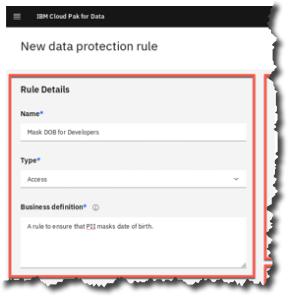 IBM Cloud Pak for Data
New data protection rule
Rule Details
Name*
Mask DOB for Developers
Type*
Access
Business definition*
A rule to ensure that PII masks date of birth.